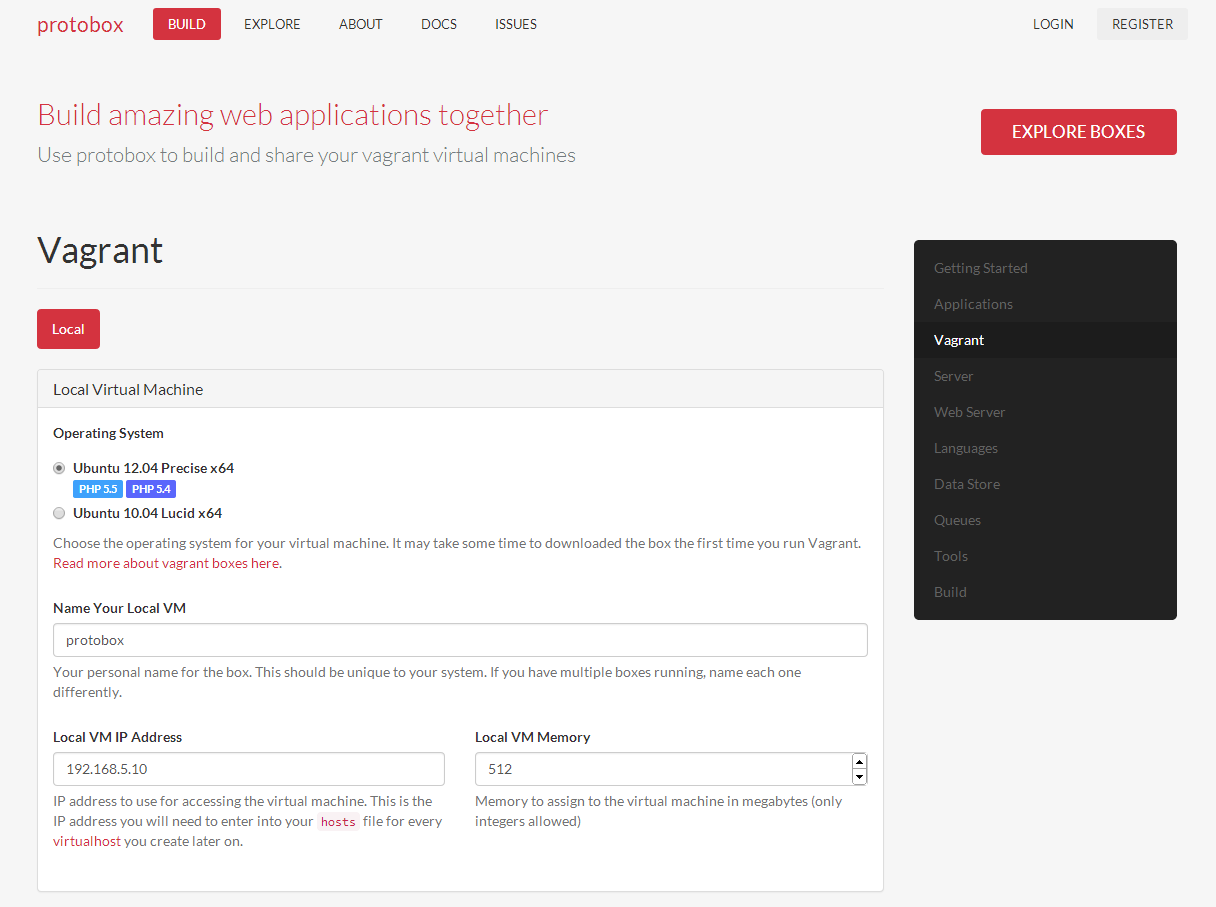 protobox BUILD EXPLORE ABOUT DOCS ISSUES LOGIN REGISTER
Build amazing web applications together
Use protobox to build and share your vagrant virtual machines
EXPLORE BOXES
Vagrant
Local
Local Virtual Machine
Operating System
Ubuntu 12.04 Precise x64
PHP 5.5 PHP 5.4
Ubuntu 10.04 Lucid x64
Choose the operating system for your virtual machine. It may take some time to downloaded the box the first time you run Vagrant.
Read more about vagrant boxes here.
Name Your Local VM
protobox
Your personal name for the box. This should be unique to your system. If you have multiple boxes running, name each one
differently.
Local VM IP Address
192.168.5.10
IP address to use for accessing the virtual machine. This is the
IP address you will need to enter into your hosts file for every
virtualhost you create later on.
Local VM Memory
512
Memory to assign to the virtual machine in megabytes (only
integers allowed)
Getting Started
Applications
Vagrant
Server
Web Server
Languages
Data Store
Queues
Tools
Build